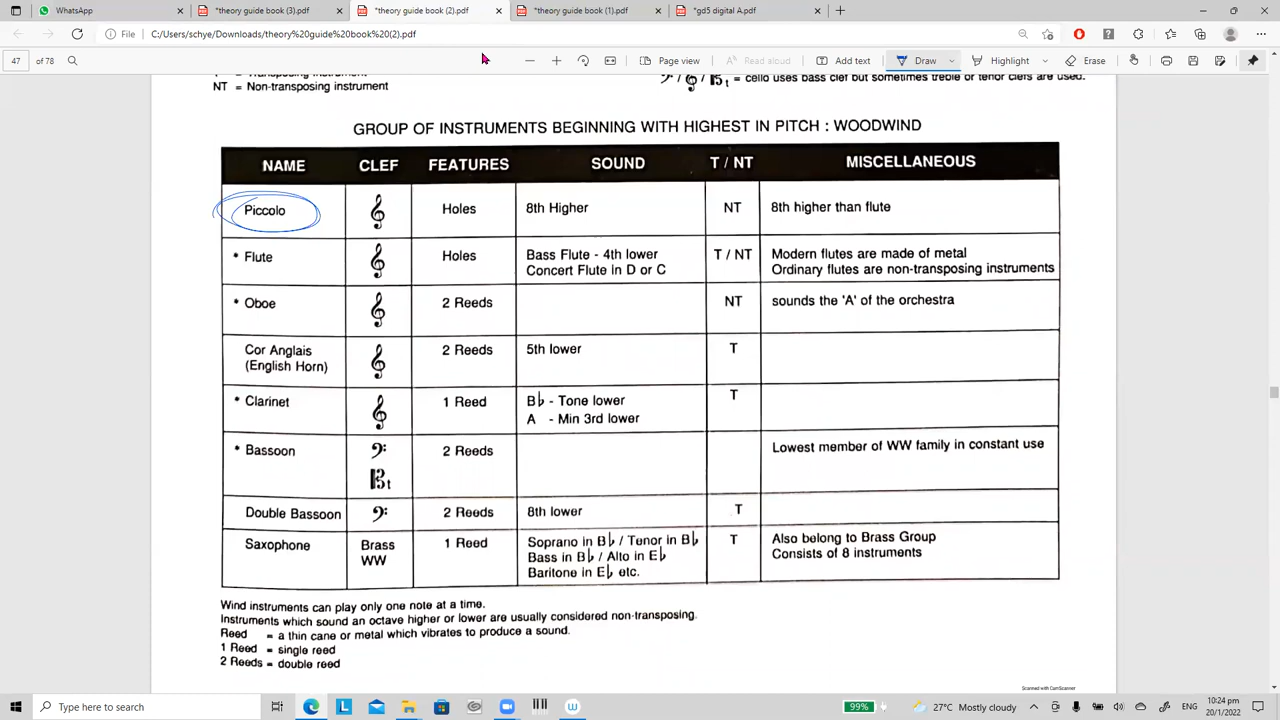 WhatsApp
*theory guide book (3).pdf
*theory guide book (2).pdf
*theory guide book (1).pdf
*gd5 digital A.pdf
File
C:/Users/schye/Downloads/theory%20guide%20book%20(2).pdf
47 of 78
Page view
Read aloud
Add text
Draw
Highlight
Erase
NT = Non-transposing instrument
= cello uses bass clef but sometimes treble or tenor clefs are used.
GROUP OF INSTRUMENTS BEGINNING WITH HIGHEST IN PITCH : WOODWIND
NAME CLEF FEATURES SOUND T / NT MISCELLANEOUS
Piccolo Holes 8th Higher NT 8th higher than flute
* Flute Holes Bass Flute - 4th lower T / NT Modern flutes are made of metal
Concert Flute in D or C Ordinary flutes are non-transposing instruments
* Oboe 2 Reeds NT sounds the 'A' of the orchestra
Cor Anglais 2 Reeds 5th lower T
(English Horn)
* Clarinet 1 Reed B♭ - Tone lower T
A - Min 3rd lower
* Bassoon 2 Reeds Lowest member of WW family in constant use
t
Double Bassoon 2 Reeds 8th lower T
Saxophone Brass 1 Reed Soprano in B♭ / Tenor in B♭ T Also belong to Brass Group
WW Bass in B♭ / Alto in E♭ Consists of 8 instruments
Baritone in E♭ etc.
Wind instruments can play only one note at a time.
Instruments which sound an octave higher or lower are usually considered non-transposing.
Reed = a thin cane or metal which vibrates to produce a sound.
1 Reed = single reed
2 Reeds = double reed
Scanned with CamScanner
Type here to search
99%
27°C Mostly cloudy
ENG
10:24 pm
20/1/2022